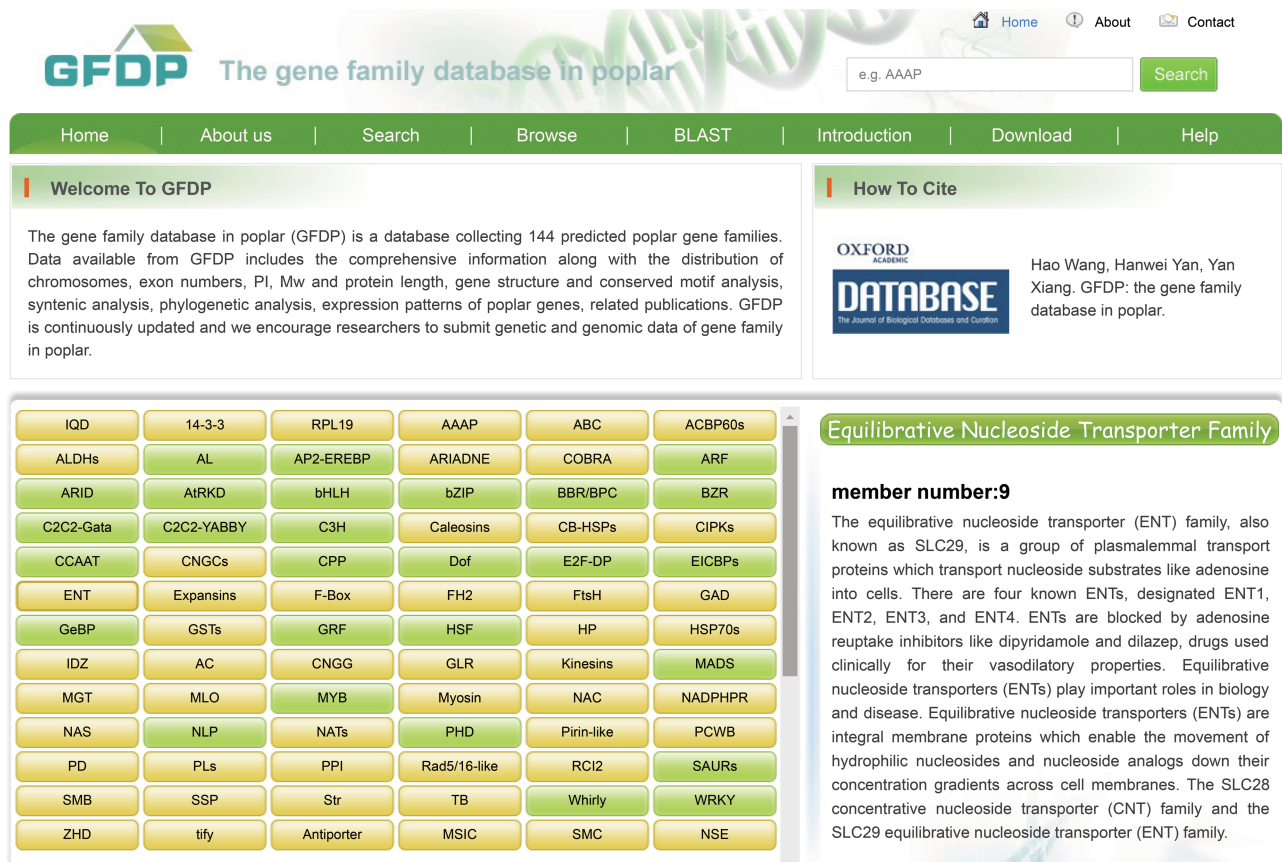 Home About Contact
GFDP The gene family database in poplar
e.g. AAAP Search
Home About us Search Browse BLAST Introduction Download Help
Welcome To GFDP
The gene family database in poplar (GFDP) is a database collecting 144 predicted poplar gene families.
Data available from GFDP includes the comprehensive information along with the distribution of
chromosomes, exon numbers, PI, Mw and protein length, gene structure and conserved motif analysis,
syntenic analysis, phylogenetic analysis, expression patterns of poplar genes, related publications. GFDP
is continuously updated and we encourage researchers to submit genetic and genomic data of gene family
in poplar.
How To Cite
OXFORD
ACADEMIC
DATABASE
The Journal of Biological Databases and Curation
Hao Wang, Hanwei Yan, Yan
Xiang. GFDP: the gene family
database in poplar.
IQD 14-3-3 RPL19 AAAP ABC ACBP60s
ALDHs AL AP2-EREBP ARIADNE COBRA ARF
ARID AtRKD bHLH bZIP BBR/BPC BZR
C2C2-Gata C2C2-YABBY C3H Caleosins CB-HSPs CIPKs
CCAAT CNGCs CPP Dof E2F-DP EICBPs
ENT Expansins F-Box FH2 FtsH GAD
GeBP GSTs GRF HSF HP HSP70s
IDZ AC CNGG GLR Kinesins MADS
MGT MLO MYB Myosin NAC NADPHPR
NAS NLP NATs PHD Pirin-like PCWB
PD PLs PPI Rad5/16-like RCI2 SAURs
SMB SSP Str TB Whirly WRKY
ZHD tify Antiporter MSIC SMC NSE
Equilibrative Nucleoside Transporter Family
member number:9
The equilibrative nucleoside transporter (ENT) family, also
known as SLC29, is a group of plasmalemmal transport
proteins which transport nucleoside substrates like adenosine
into cells. There are four known ENTs, designated ENT1,
ENT2, ENT3, and ENT4. ENTs are blocked by adenosine
reuptake inhibitors like dipyridamole and dilazep, drugs used
clinically for their vasodilatory properties. Equilibrative
nucleoside transporters (ENTs) play important roles in biology
and disease. Equilibrative nucleoside transporters (ENTs) are
integral membrane proteins which enable the movement of
hydrophilic nucleosides and nucleoside analogs down their
concentration gradients across cell membranes. The SLC28
concentrative nucleoside transporter (CNT) family and the
SLC29 equilibrative nucleoside transporter (ENT) family.